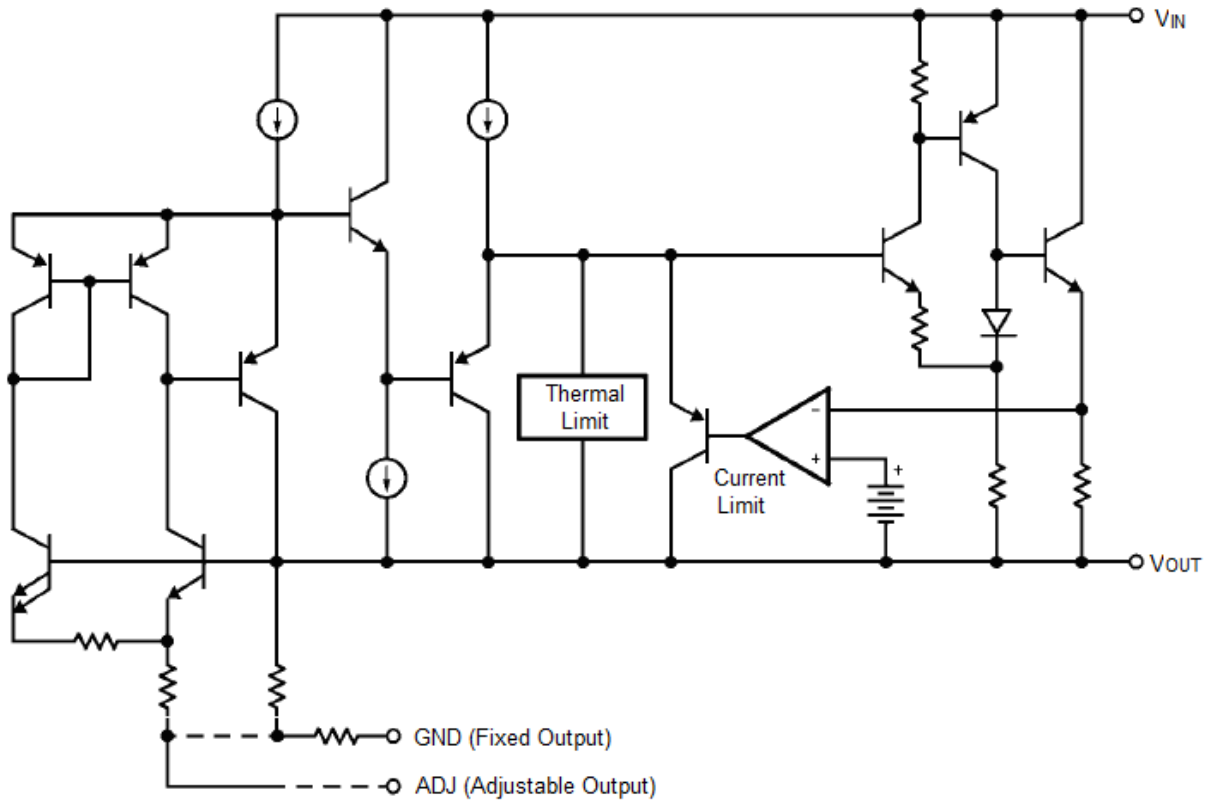 VIN
Thermal
Limit
-
+
+
Current
Limit
VOUT
GND (Fixed Output)
ADJ (Adjustable Output)